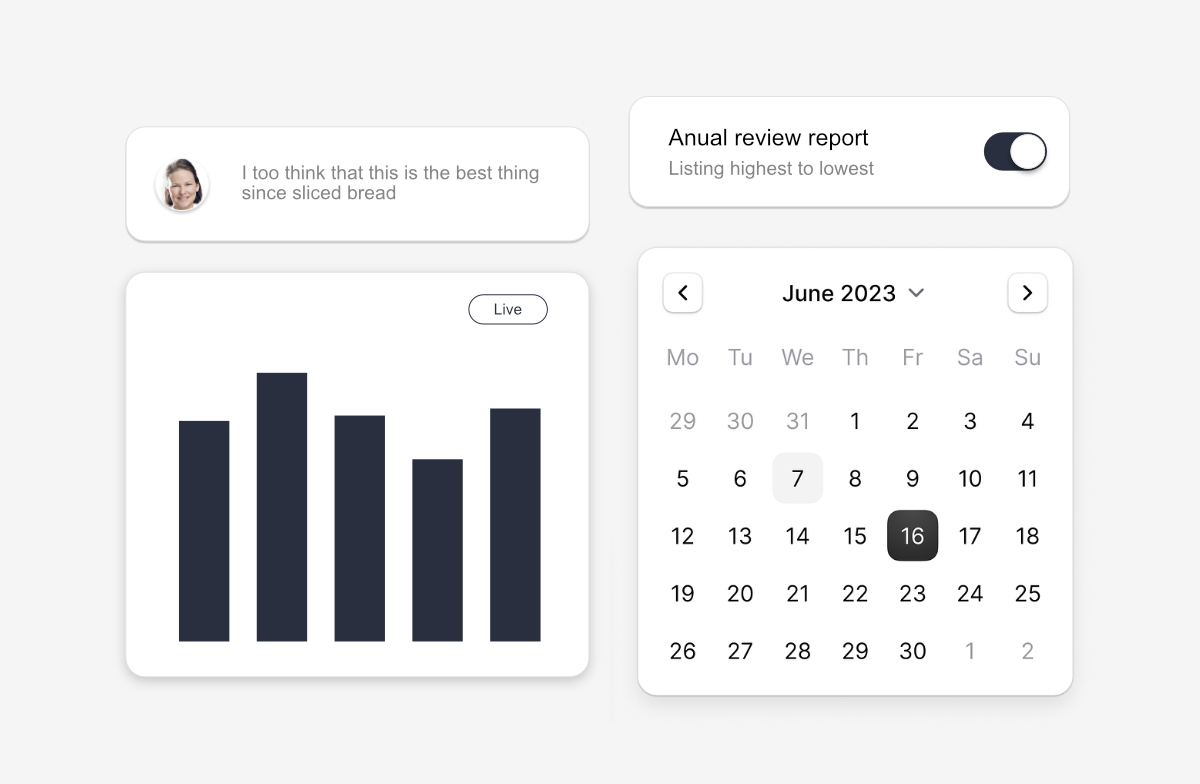 I too think that this is the best thing
since sliced bread
Anual review report
Listing highest to lowest
Live
June 2023
Mo Tu We Th Fr Sa Su
29 30 31 1 2 3 4
5 6 7 8 9 10 11
12 13 14 15 16 17 18
19 20 21 22 23 24 25
26 27 28 29 30 1 2